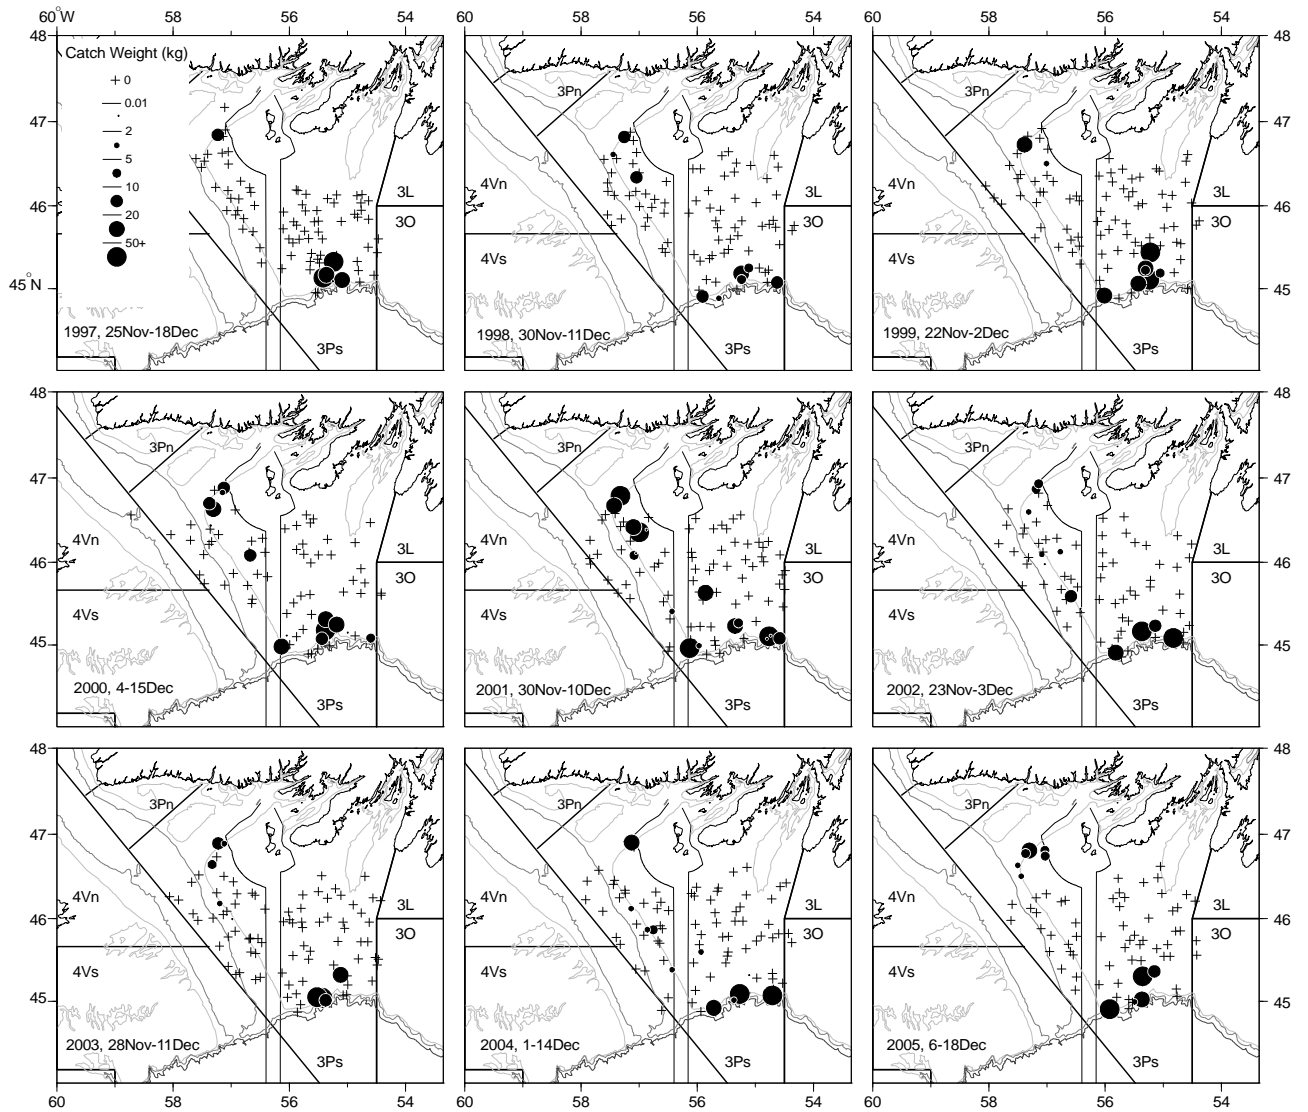 60°W 58 56 54 60 58 56 54 60 58 56 54
48 48
Catch Weight (kg)
0
0.01
2
5
10
20
50+
47
46
45°N
3L
3O
1997, 25Nov-18Dec
3Ps
3Pn
4Vn
4Vs
3L
3O
1998, 30Nov-11Dec
3Ps
3Pn
4Vn
4Vs
3L
3O
1999, 22Nov-2Dec
3Ps
47
46
45
48
47
46
45
3Pn
4Vn
4Vs
3L
3O
2000, 4-15Dec
3Ps
3Pn
4Vn
4Vs
3L
3O
2001, 30Nov-10Dec
3Ps
3Pn
4Vn
4Vs
3L
3O
2002, 23Nov-3Dec
3Ps
48
47
46
45
48
47
46
45
3Pn
4Vn
4Vs
3L
3O
2003, 28Nov-11Dec
3Ps
3Pn
4Vn
4Vs
3L
3O
2004, 1-14Dec
3Ps
3Pn
4Vn
4Vs
3L
3O
2005, 6-18Dec
3Ps
48
47
46
45
60 58 56 54 60 58 56 54 60 58 56 54